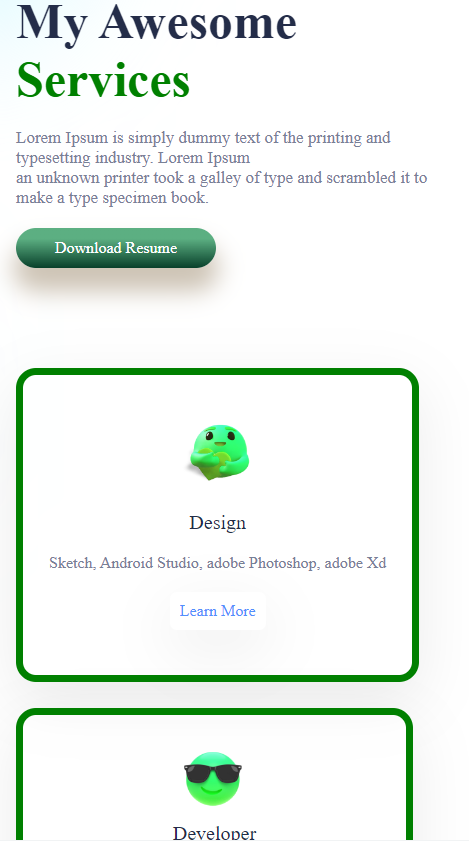 My Awesome
Services
Lorem Ipsum is simply dummy text of the printing and
typesetting industry. Lorem Ipsum
an unknown printer took a galley of type and scrambled it to
make a type specimen book.
Download Resume
Design
Sketch, Android Studio, adobe Photoshop, adobe Xd
Learn More
Developer